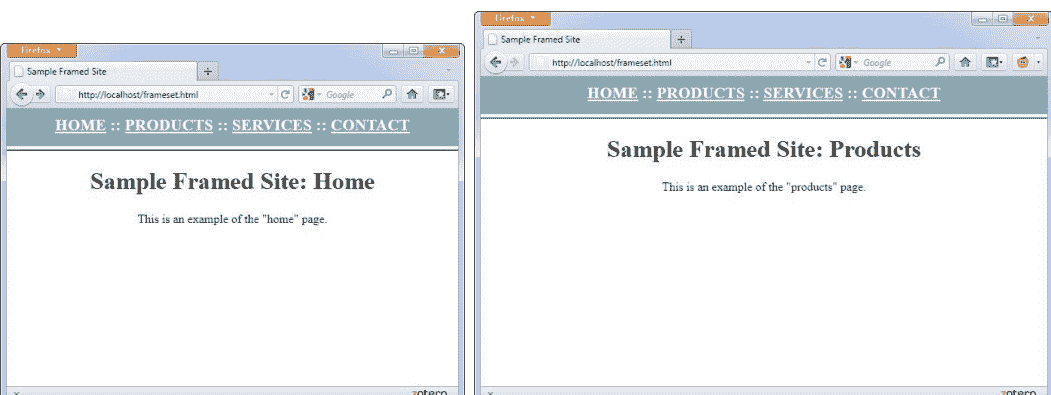 Firefox
Sample Framed Site
http://localhost/frameset.html
Google
HOME :: PRODUCTS :: SERVICES :: CONTACT
Sample Framed Site: Home
This is an example of the "home" page.
zotero
Firefox
Sample Framed Site
http://localhost/frameset.html
Google
HOME :: PRODUCTS :: SERVICES :: CONTACT
Sample Framed Site: Products
This is an example of the "products" page.
zotero